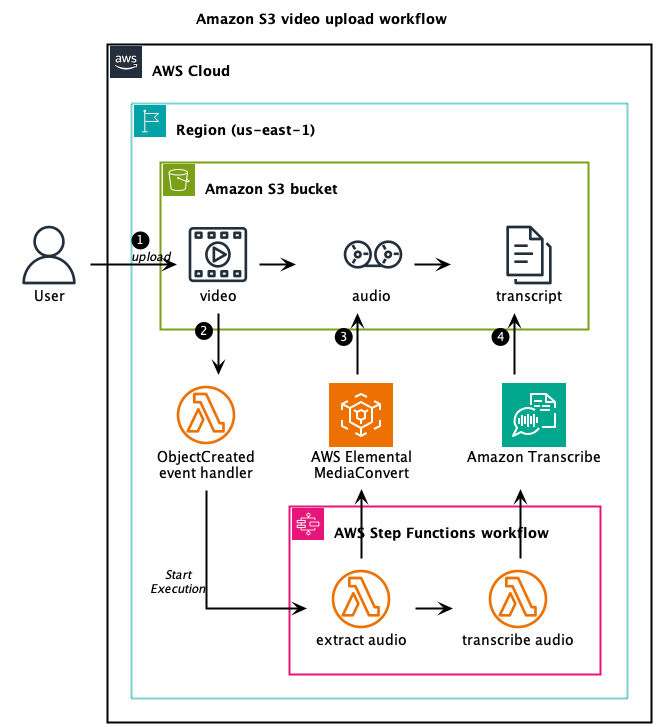 Amazon S3 video upload workflow
aws
AWS Cloud
Region (us-east-1)
Amazon S3 bucket
1
upload
User
video
audio
transcript
2
3
4
ObjectCreated
event handler
AWS Elemental
MediaConvert
Amazon Transcribe
AWS Step Functions workflow
Start
Execution
extract audio
transcribe audio